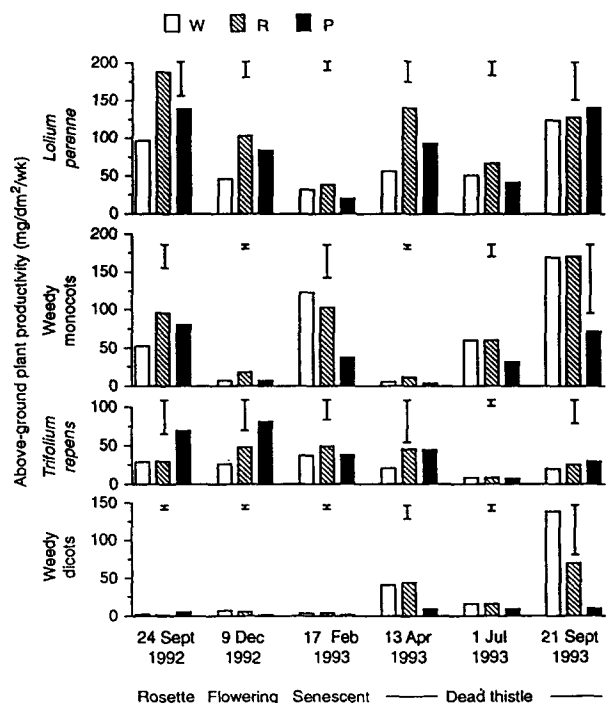 W R P
Above-ground plant productivity (mg/dm²/wk)
Lolium
perenne
200
150
100
50
0
Weedy
monocots
200
150
100
50
0
Trifolium
repens
100
50
0
Weedy
dicots
150
100
50
0
24 Sept 9 Dec 17 Feb 13 Apr 1 Jul 21 Sept
1992 1992 1993 1993 1993 1993
Rosette Flowering Senescent —— Dead thistle ——